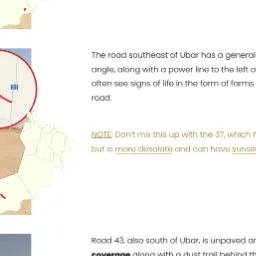 The road southeast of Ubar has a general
angle, along with a power line to the left o
often see signs of life in the form of farms
road.
NOTE: Don't mix this up with the 37, which h
but is more desolate and can have sunse
Road 43, also south of Ubar, is unpaved an
coverage along with a dust trail behind th